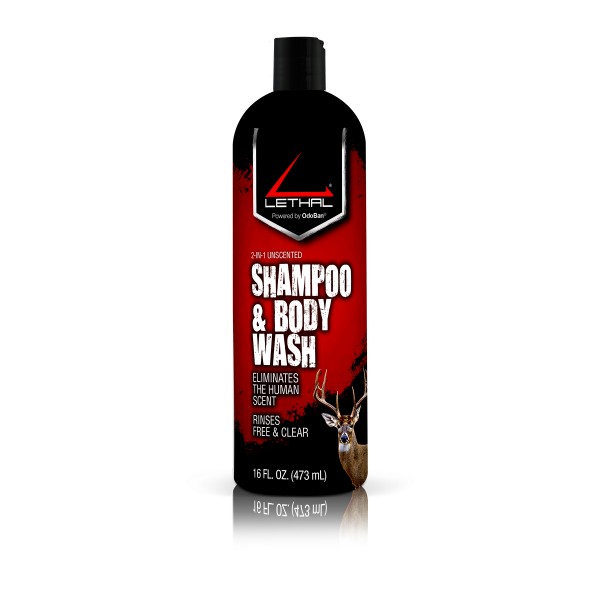 LETHAL®
Powered by OdoBan®
2-IN-1 UNSCENTED
SHAMPOO
& BODY
WASH
ELIMINATES
THE HUMAN
SCENT
RINSES
FREE & CLEAR
16 FL. OZ. (473 mL)